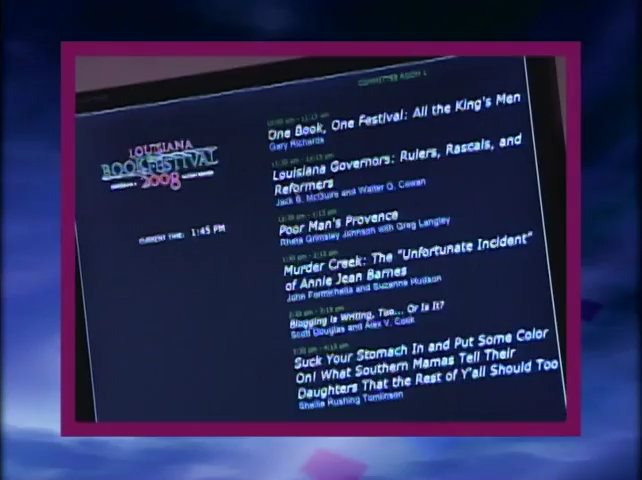 COMMITTEE ROOM 1
LOUISIANA
BOOK FESTIVAL
2008
CURRENT TIME: 1:45 PM
One Book, One Festival: All the King's Men
Gary Richards
Louisiana Governors: Rulers, Rascals, and
Reformers
Jack B. McGuire and Walter G. Cowan
Poor Man's Provence
Rheta Grimsley Johnson with Greg Langley
Murder Creek: The "Unfortunate Incident"
of Annie Jean Barnes
John Formichella and Suzanne Hudson
Blogging is Writing, Too... Or Is It?
Scott Douglas and Alex V. Cook
Suck Your Stomach In and Put Some Color
On! What Southern Mamas Tell Their
Daughters That the Rest of Y'all Should Too
Shellie Rushing Tomlinson